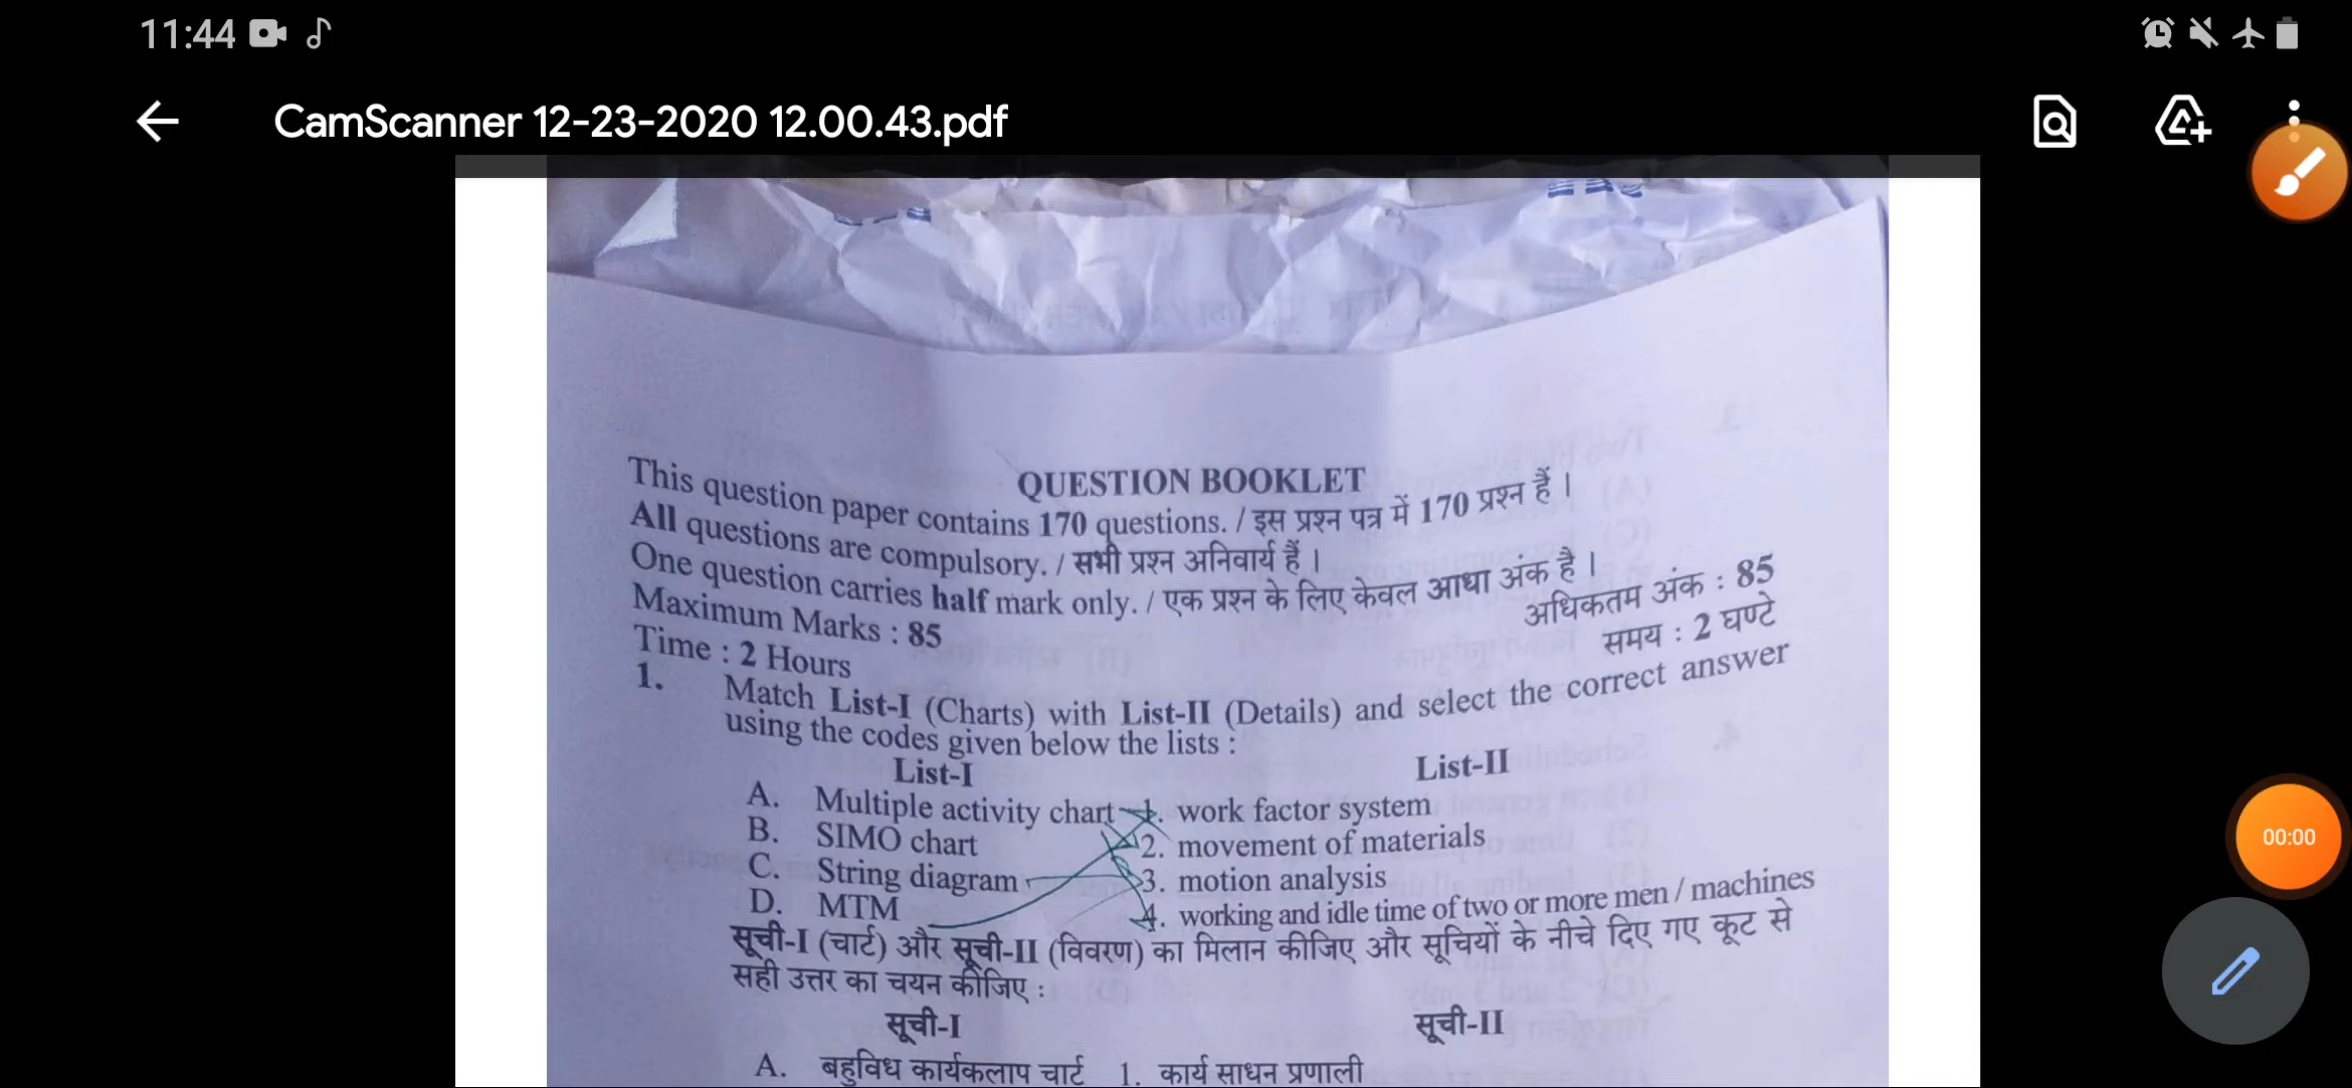 11:44
CamScanner 12-23-2020 12.00.43.pdf
QUESTION BOOKLET
This question paper contains 170 questions. / इस प्रश्न पत्र में 170 प्रश्न हैं ।
All questions are compulsory. / सभी प्रश्न अनिवार्य हैं ।
One question carries half mark only. / एक प्रश्न के लिए केवल आधा अंक है ।
Maximum Marks : 85 अधिकतम अंक : 85
Time : 2 Hours समय : 2 घण्टे
1. Match List-I (Charts) with List-II (Details) and select the correct answer
using the codes given below the lists :
List-I List-II
A. Multiple activity chart 1. work factor system
B. SIMO chart 2. movement of materials
C. String diagram 3. motion analysis
D. MTM 4. working and idle time of two or more men / machines
सूची-I (चार्ट) और सूची-II (विवरण) का मिलान कीजिए और सूचियों के नीचे दिए गए कूट से
सही उत्तर का चयन कीजिए :
सूची-I सूची-II
A. बहुविध कार्यकलाप चार्ट 1. कार्य साधन प्रणाली
00:00